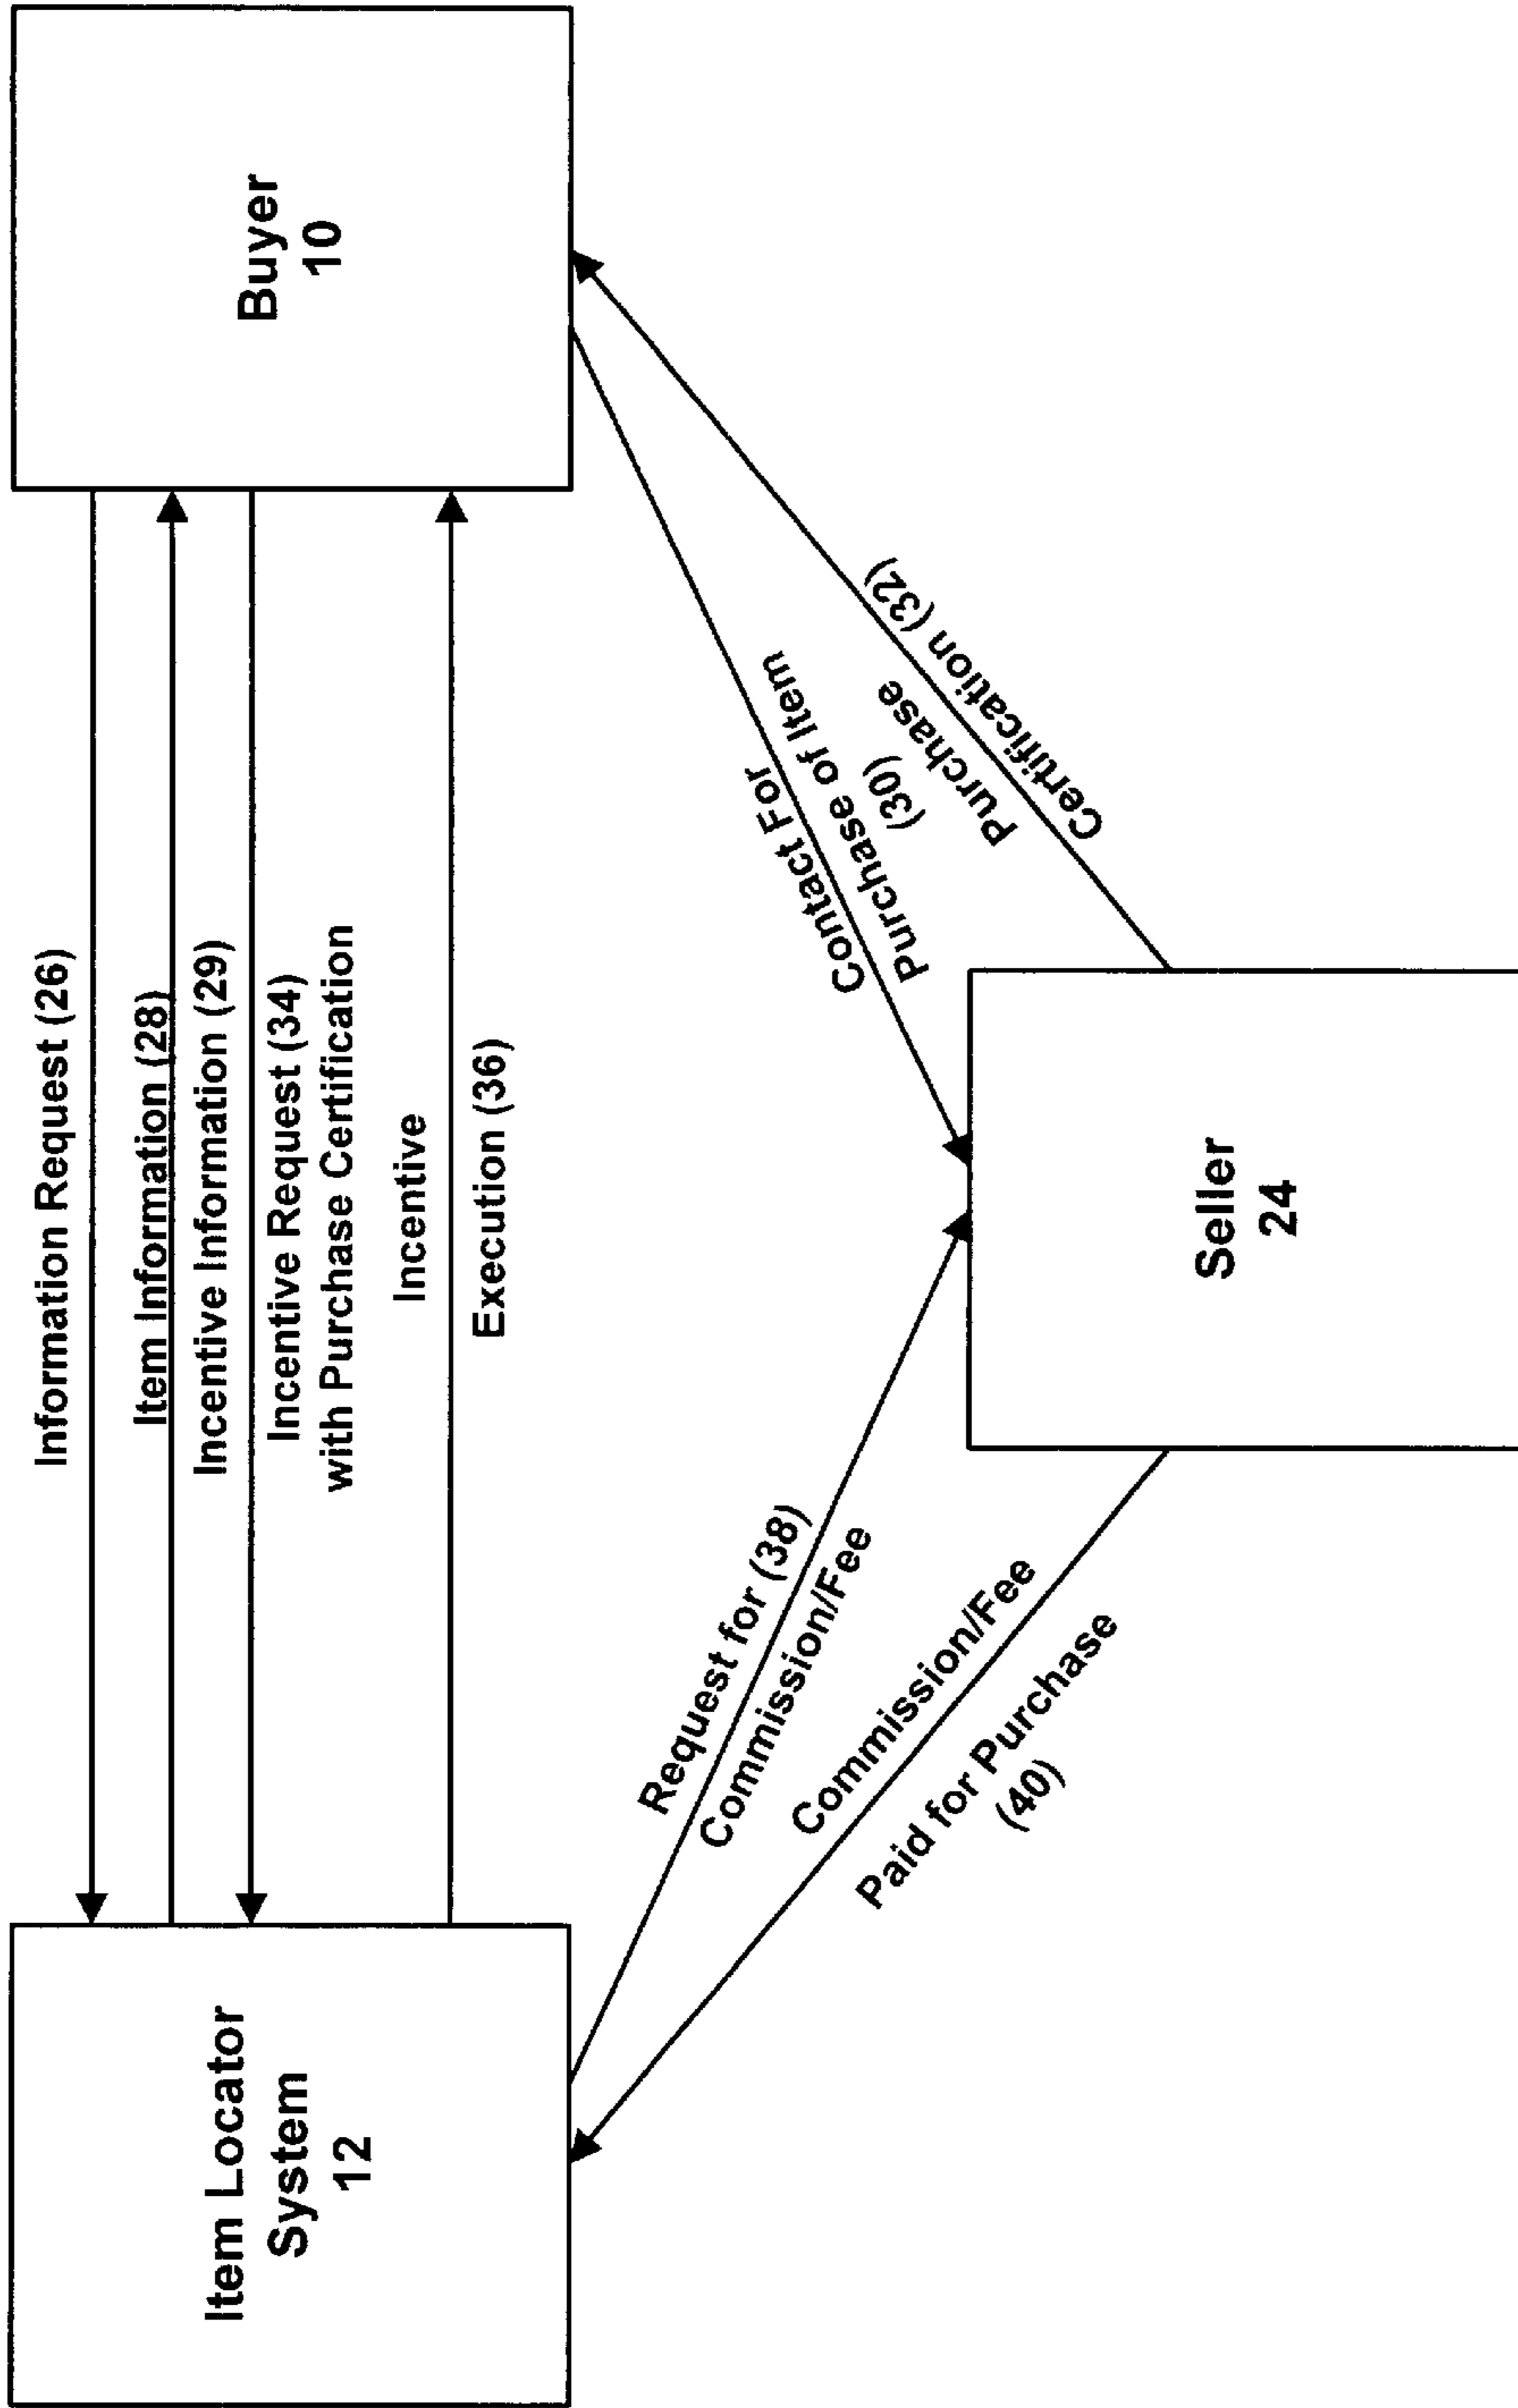 Item Locator
System
12
Information Request (26)
Item Information (28)
Incentive Information (29)
Incentive Request (34)
with Purchase Certification
Incentive
Execution (36)
Buyer
10
Request for (38)
Commission/Fee
Commission/Fee
Paid for Purchase
(40)
Contact For
Purchase of Item
(30)
Purchase
Certification (32)
Seller
24